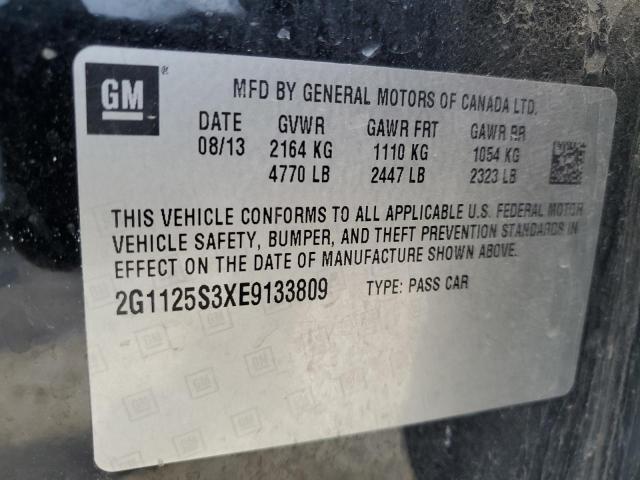 GM ®
MFD BY GENERAL MOTORS OF CANADA LTD.
DATE GVWR GAWR FRT GAWR RR
08/13 2164 KG 1110 KG 1054 KG
4770 LB 2447 LB 2323 LB
THIS VEHICLE CONFORMS TO ALL APPLICABLE U.S. FEDERAL MOTOR
VEHICLE SAFETY, BUMPER, AND THEFT PREVENTION STANDARDS IN
EFFECT ON THE DATE OF MANUFACTURE SHOWN ABOVE.
2G1125S3XE9133809 TYPE: PASS CAR